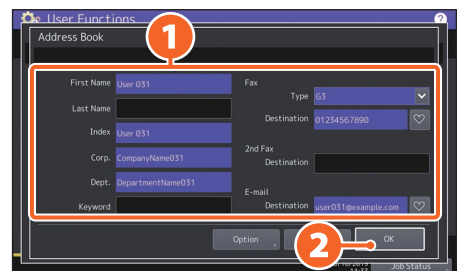 User Functions
?
Address Book
1
First Name User 031
Last Name
Index User 031
Corp. CompanyName031
Dept. DepartmentName031
Keyword
Fax
Type G3
Destination 01234567890
2nd Fax
Destination
E-mail
Destination user031@example.com
Option
2
OK
Job Status